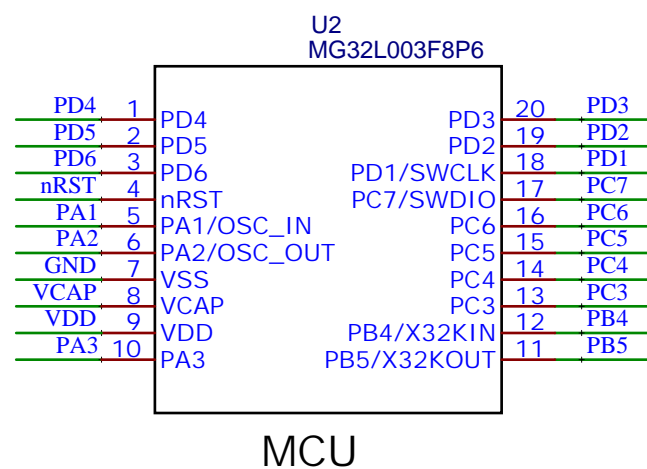 U2
MG32L003F8P6
PD4 1 PD4 PD3 20 PD3
PD5 2 PD5 PD2 19 PD2
PD6 3 PD6 PD1/SWCLK 18 PD1
nRST 4 nRST PC7/SWDIO 17 PC7
PA1 5 PA1/OSC_IN PC6 16 PC6
PA2 6 PA2/OSC_OUT PC5 15 PC5
GND 7 VSS PC4 14 PC4
VCAP 8 VCAP PC3 13 PC3
VDD 9 VDD PB4/X32KIN 12 PB4
PA3 10 PA3 PB5/X32KOUT 11 PB5
MCU